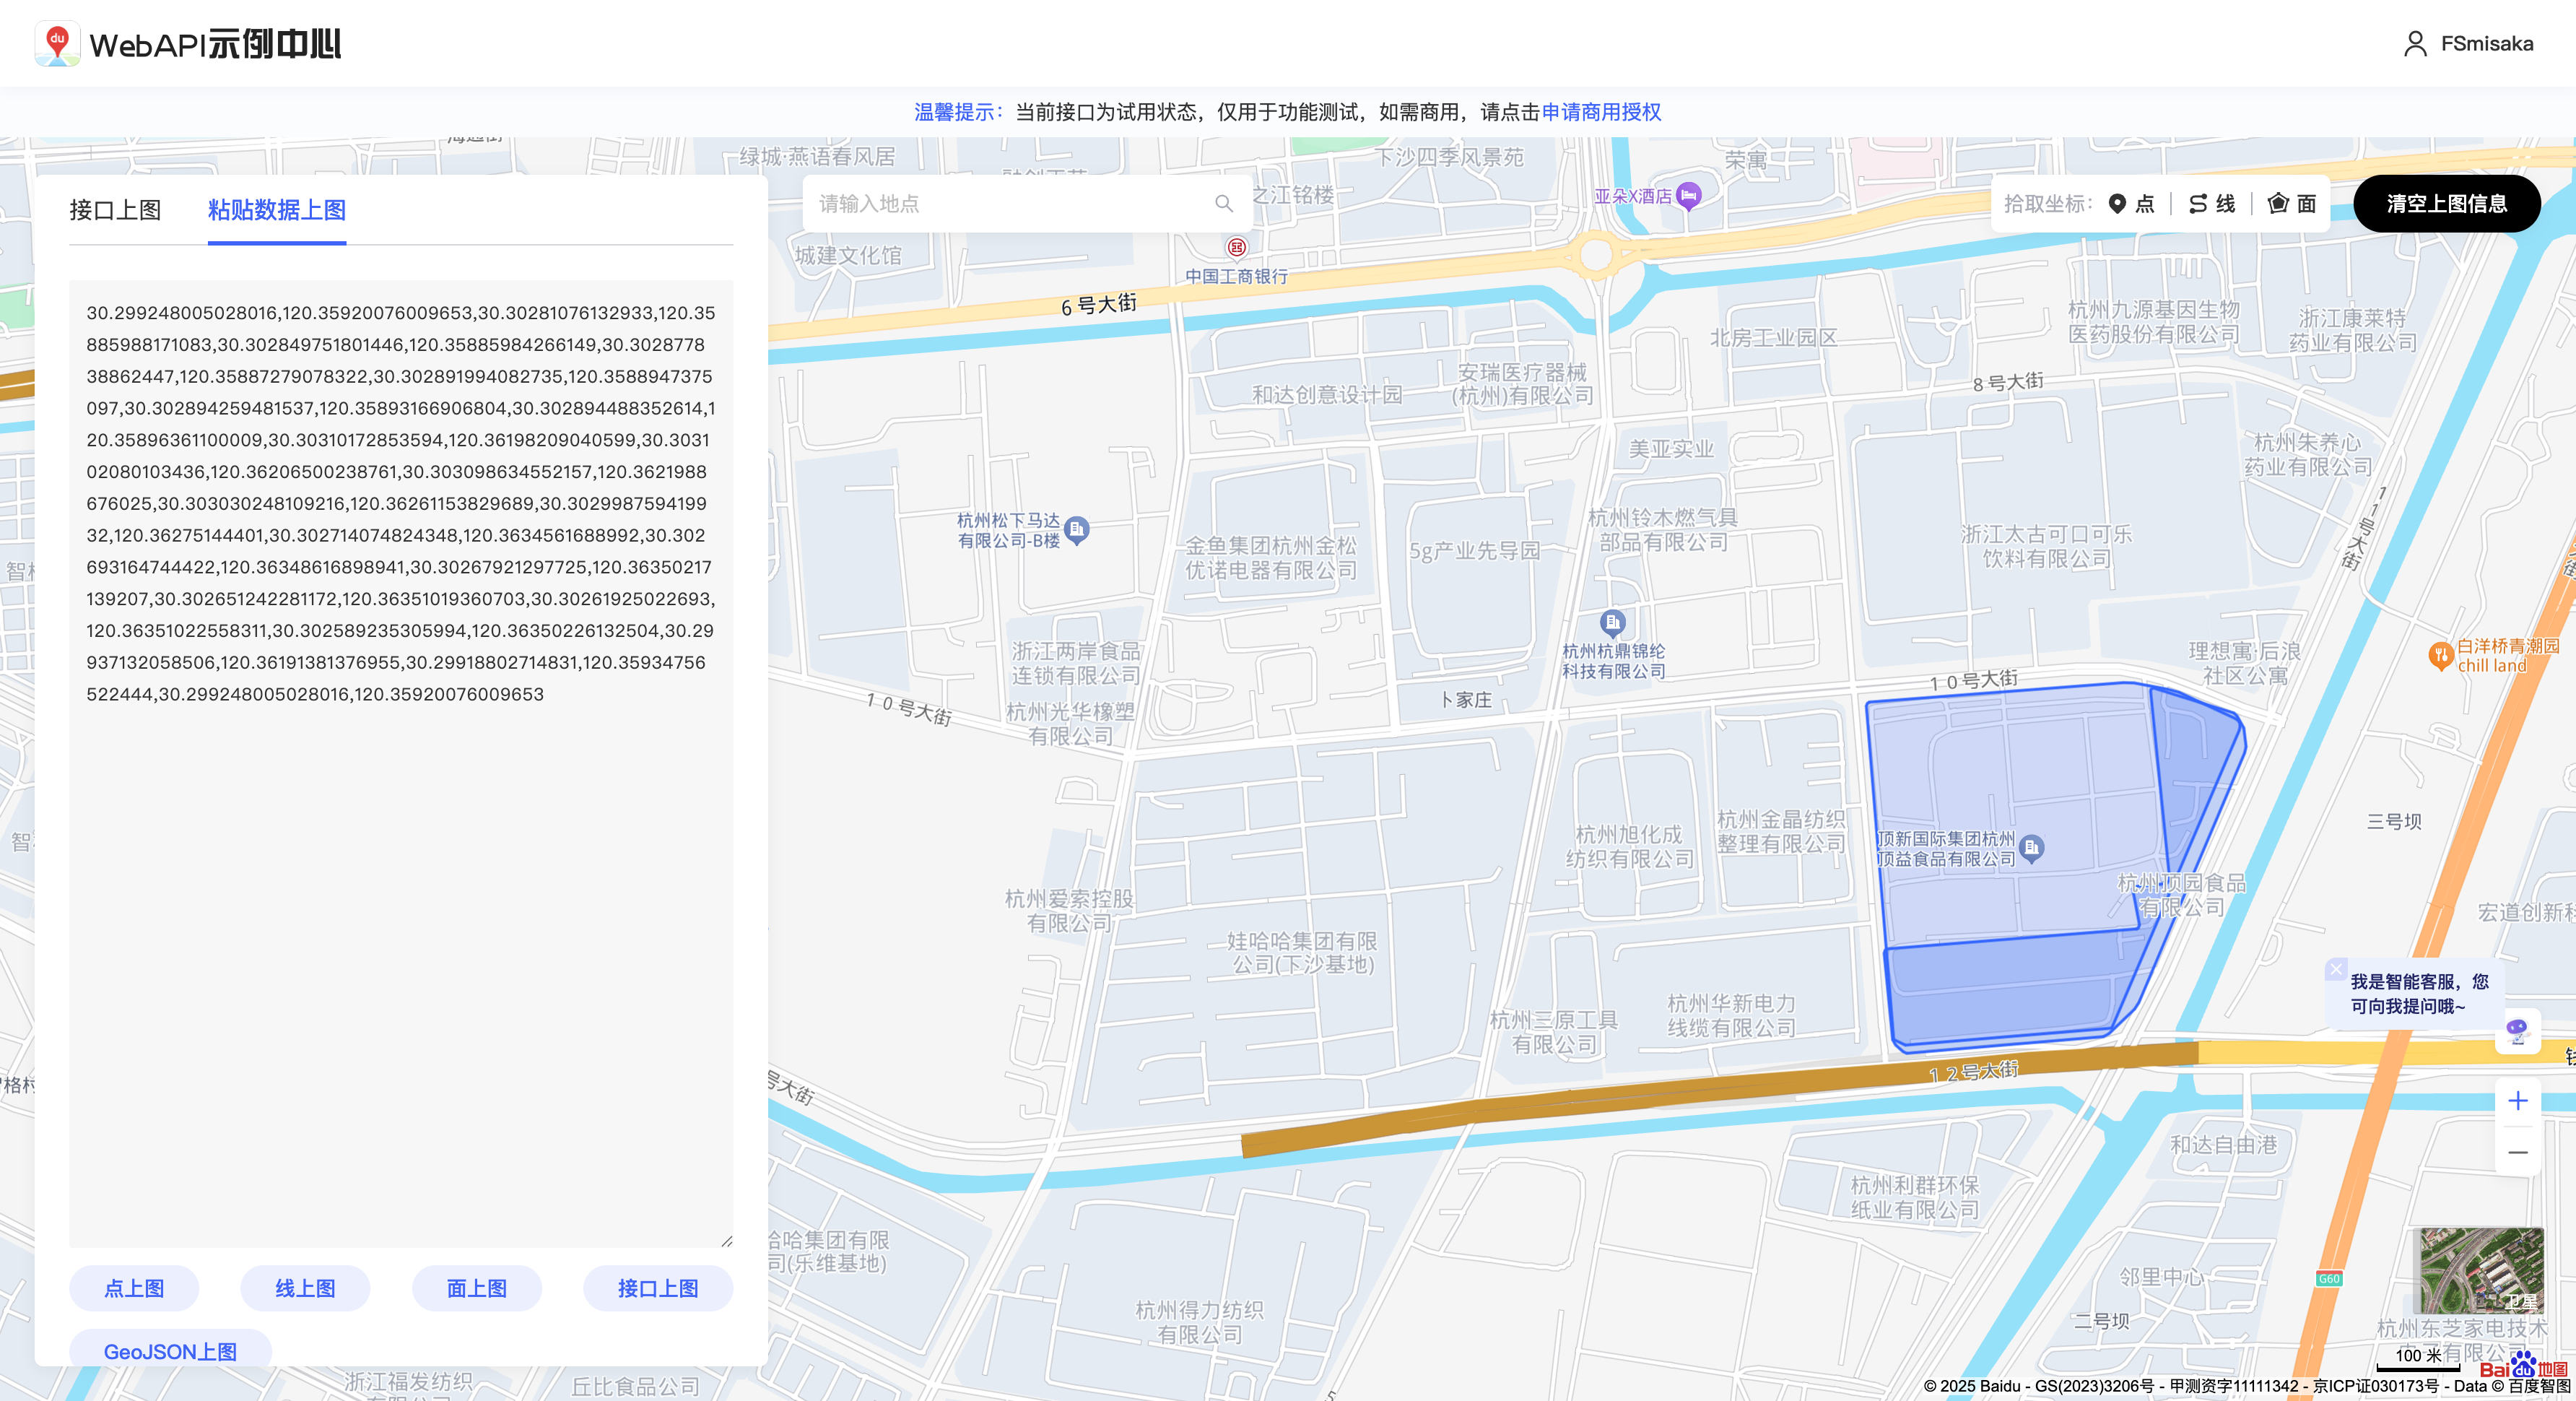 WebAPI示例中心
FSmisaka
温馨提示：当前接口为试用状态，仅用于功能测试，如需商用，请点击申请商用授权
接口上图
粘贴数据上图
30.299248005028016,120.35920076009653,30.30281076132933,120.35
885988171083,30.302849751801446,120.35885984266149,30.3028778
38862447,120.35887279078322,30.302891994082735,120.3588947375
097,30.302894259481537,120.35893166906804,30.302894488352614,1
20.35896361100009,30.30310172853594,120.36198209040599,30.3031
02080103436,120.36206500238761,30.303098634552157,120.3621988
676025,30.303030248109216,120.36261153829689,30.3029987594199
32,120.36275144401,30.302714074824348,120.3634561688992,30.302
693164744422,120.36348616898941,30.30267921297725,120.36350217
139207,30.302651242281172,120.36351019360703,30.30261925022693,
120.36351022558311,30.302589235305994,120.36350226132504,30.29
937132058506,120.36191381376955,30.29918802714831,120.35934756
522444,30.299248005028016,120.35920076009653
点上图
线上图
面上图
接口上图
GeoJSON上图
请输入地点
拾取坐标：
点
线
面
清空上图信息
绿城·燕语春风居
下沙四季风景苑
荣寓
之江铭楼
亚朵X酒店
城建文化馆
中国工商银行
6号大街
北房工业园区
杭州九源基因生物
医药股份有限公司
浙江康莱特
药业有限公司
8号大街
安瑞医疗器械
(杭州)有限公司
和达创意设计园
美亚实业
杭州朱养心
药业有限公司
11号大街
杭州松下马达
有限公司-B楼
金鱼集团杭州金松
优诺电器有限公司
5g产业先导园
杭州铃木燃气具
部品有限公司
浙江太古可口可乐
饮料有限公司
浙江两岸食品
连锁有限公司
杭州杭鼎锦纶
科技有限公司
理想寓·后浪
社区公寓
白洋桥青潮园
chill land
10号大街
10号大街
卜家庄
杭州光华橡塑
有限公司
三号坝
杭州旭化成
纺织有限公司
杭州金晶纺织
整理有限公司
顶新国际集团杭州
顶益食品有限公司
杭州顶园食品
有限公司
杭州爱索控股
有限公司
宏道创新科
娃哈哈集团有限
公司(下沙基地)
杭州三原工具
有限公司
杭州华新电力
线缆有限公司
我是智能客服，您
可向我提问哦~
号大街
12号大街
和达自由港
杭州利群环保
纸业有限公司
哈哈集团有限
司(乐维基地)
杭州得力纺织
有限公司
邻里中心
G60
二号坝
卫星
杭州东芝家电技术
浙江福发纺织
丘比食品公司
100 米
Bai du 地图
© 2025 Baidu - GS(2023)3206号 - 甲测资字11111342 - 京ICP证030173号 - Data © 百度智图